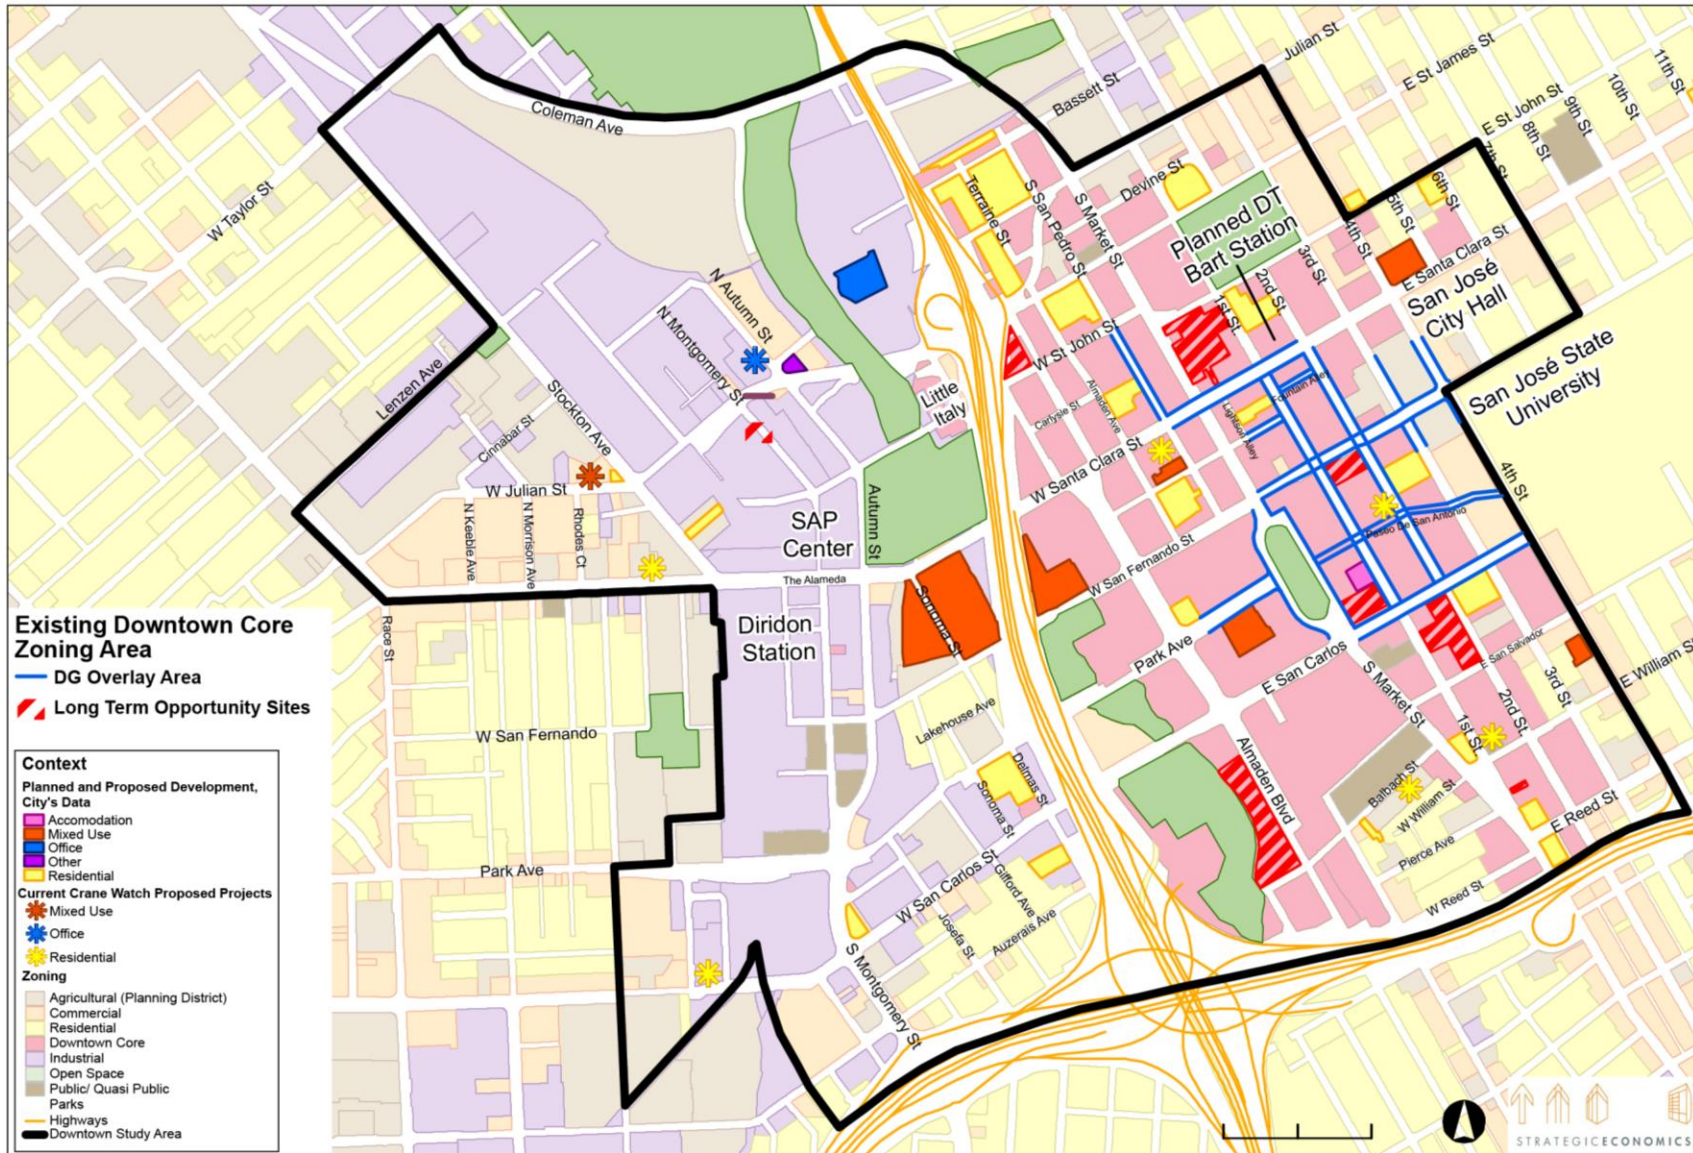 Julian St
11th St
E St James St
10th St
Bassett St
E St John St
9th St
Coleman Ave
8th St
7th St
Devine St
6th St
Terraine St
S San Pedro St
S Market St
W Taylor St
5th St
4th St
Planned DT
Bart Station
3rd St
E Santa Clara St
2nd St.
San José
City Hall
N Autumn St
N Montgomery St
1st St.
W St John St
San José State
University
Lenzen Ave
Stockton Ave
Little
Italy
Carlysle St
Almaden Ave
Fountain Alley
Lightson Alley
Cinnabar St
W Santa Clara St
4th St
W Julian St
N Keeble Ave
N Morrison Ave
Rhodes Ct
SAP
Center
Autumn St
Paseo De San Antonio
The Alameda
W San Fernando St
Sonoma St
Race St
Diridon
Station
Park Ave
E San Carlos
E San Salvador
E William St
S Market St
3rd St
2nd St.
1st St.
Lakehouse Ave
W San Fernando
Almaden Blvd
Delmas St
Sonoma St
Balbach St
W William St
E Reed St
Pierce Ave
Park Ave
W San Carlos St
Gifford Ave
W Reed St
Josefa St
Auzerais Ave
S Montgomery St
Existing Downtown Core
Zoning Area
DG Overlay Area
Long Term Opportunity Sites
Context
Planned and Proposed Development,
City's Data
Accomodation
Mixed Use
Office
Other
Residential
Current Crane Watch Proposed Projects
Mixed Use
Office
Residential
Zoning
Agricultural (Planning District)
Commercial
Residential
Downtown Core
Industrial
Open Space
Public/ Quasi Public
Parks
Highways
Downtown Study Area
STRATEGICECONOMICS